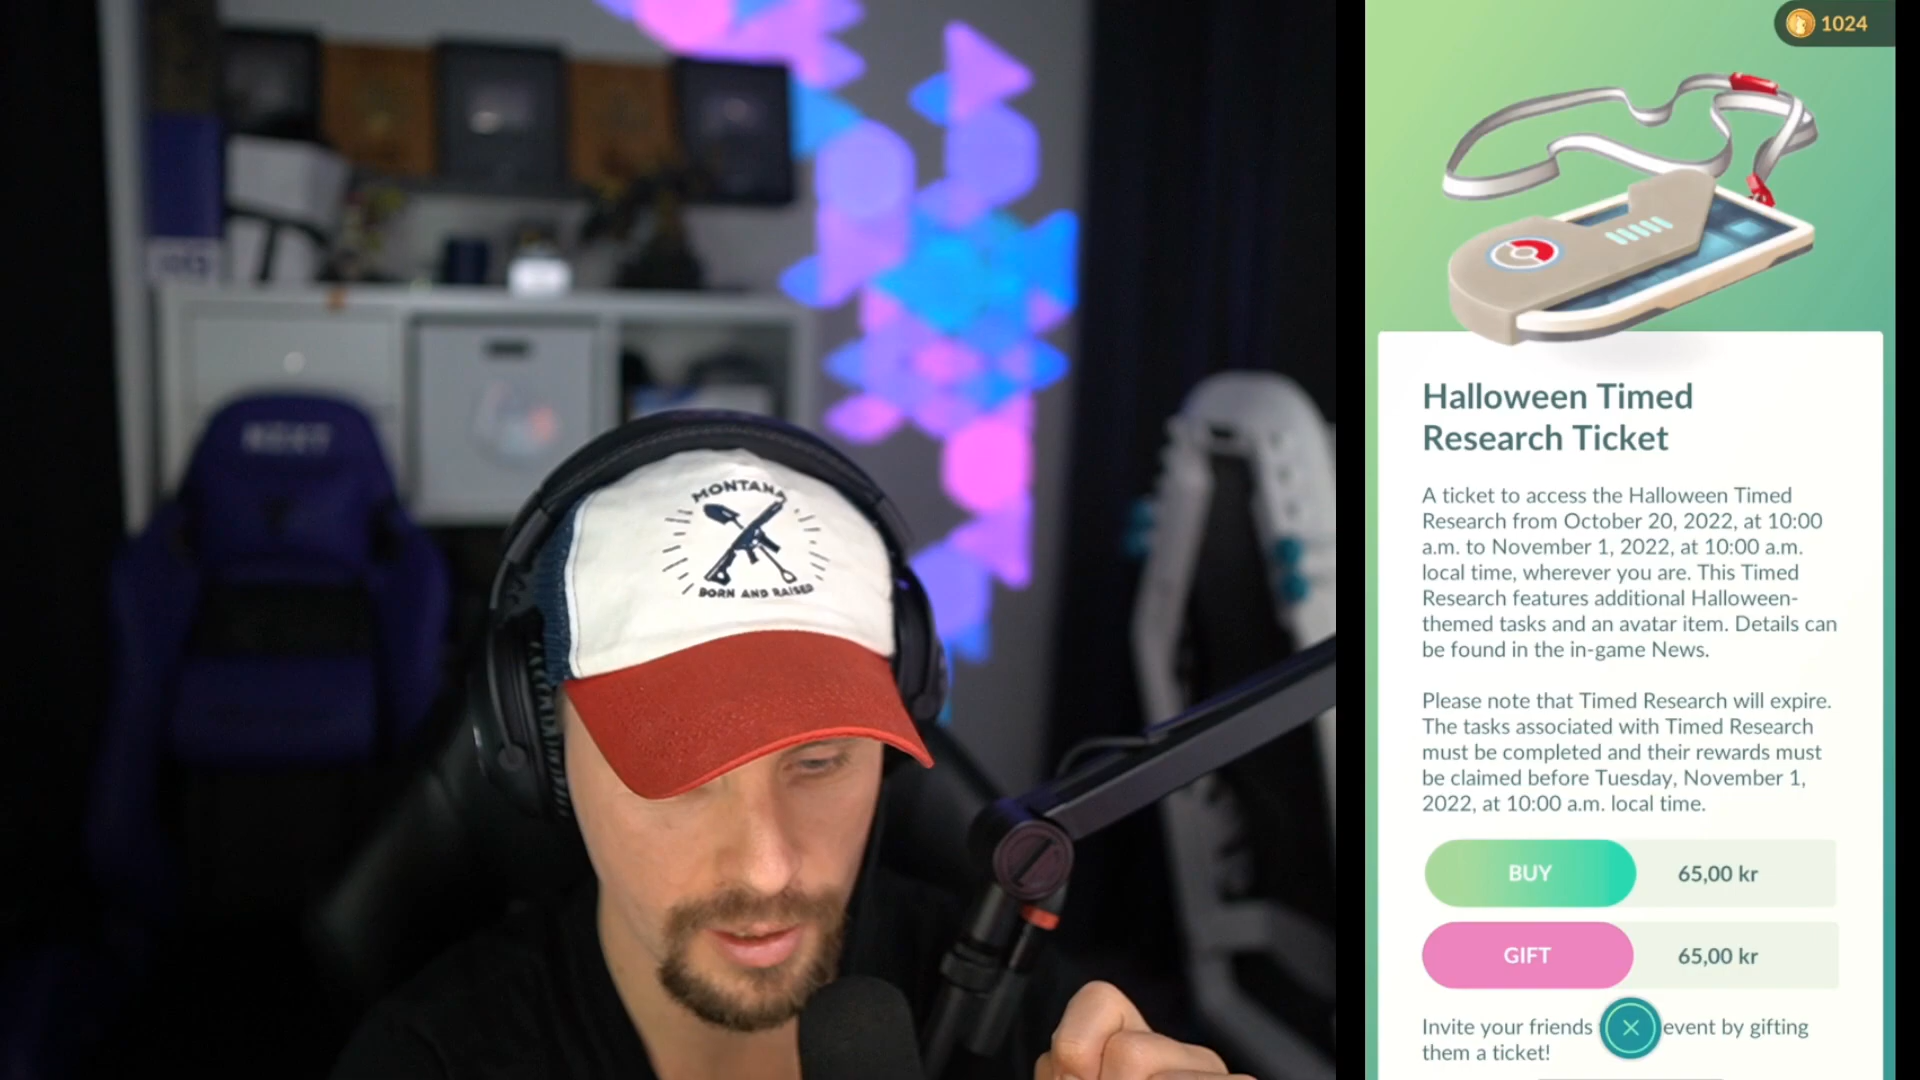 NEXT
MONTANA
BORN AND RAISED
1024
Halloween Timed
Research Ticket
A ticket to access the Halloween Timed
Research from October 20, 2022, at 10:00
a.m. to November 1, 2022, at 10:00 a.m.
local time, wherever you are. This Timed
Research features additional Halloween-
themed tasks and an avatar item. Details can
be found in the in-game News.
Please note that Timed Research will expire.
The tasks associated with Timed Research
must be completed and their rewards must
be claimed before Tuesday, November 1,
2022, at 10:00 a.m. local time.
BUY 65,00 kr
GIFT 65,00 kr
Invite your friends event by gifting
them a ticket!